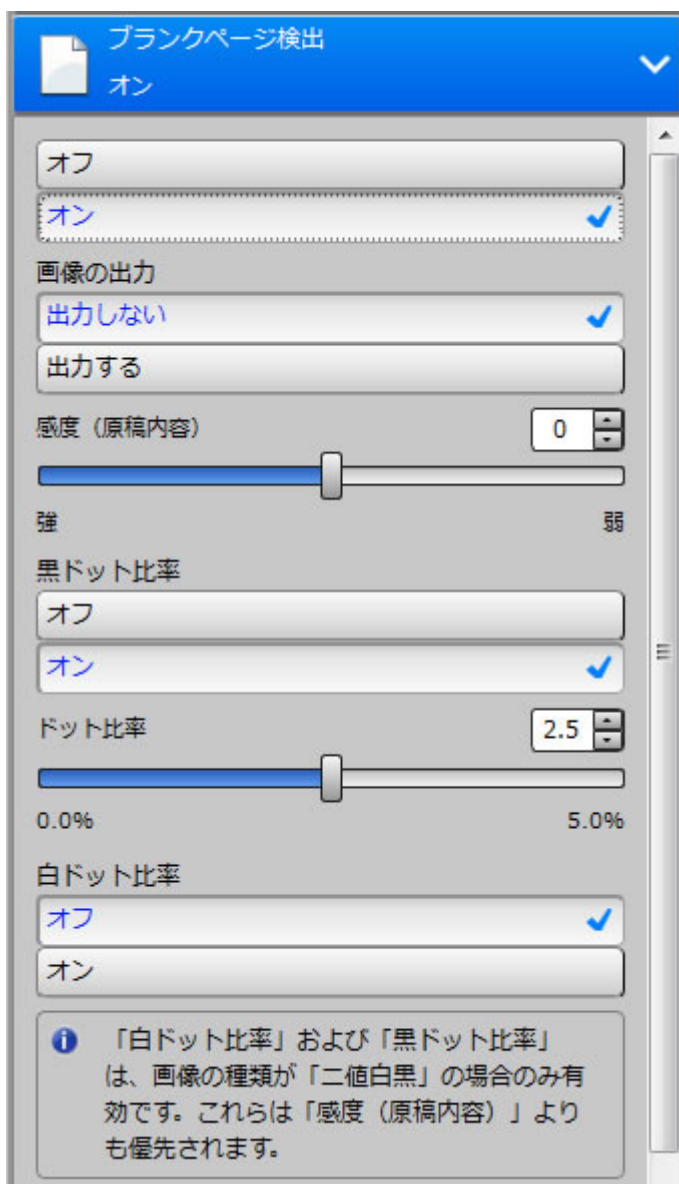 ブランクページ検出
オン
オフ
オン
画像の出力
出力しない
出力する
感度（原稿内容） 0
強 弱
黒ドット比率
オフ
オン
ドット比率 2.5
0.0% 5.0%
白ドット比率
オフ
オン
「白ドット比率」および「黒ドット比率」
は、画像の種類が「二値白黒」の場合のみ有
効です。これらは「感度（原稿内容）」より
も優先されます。